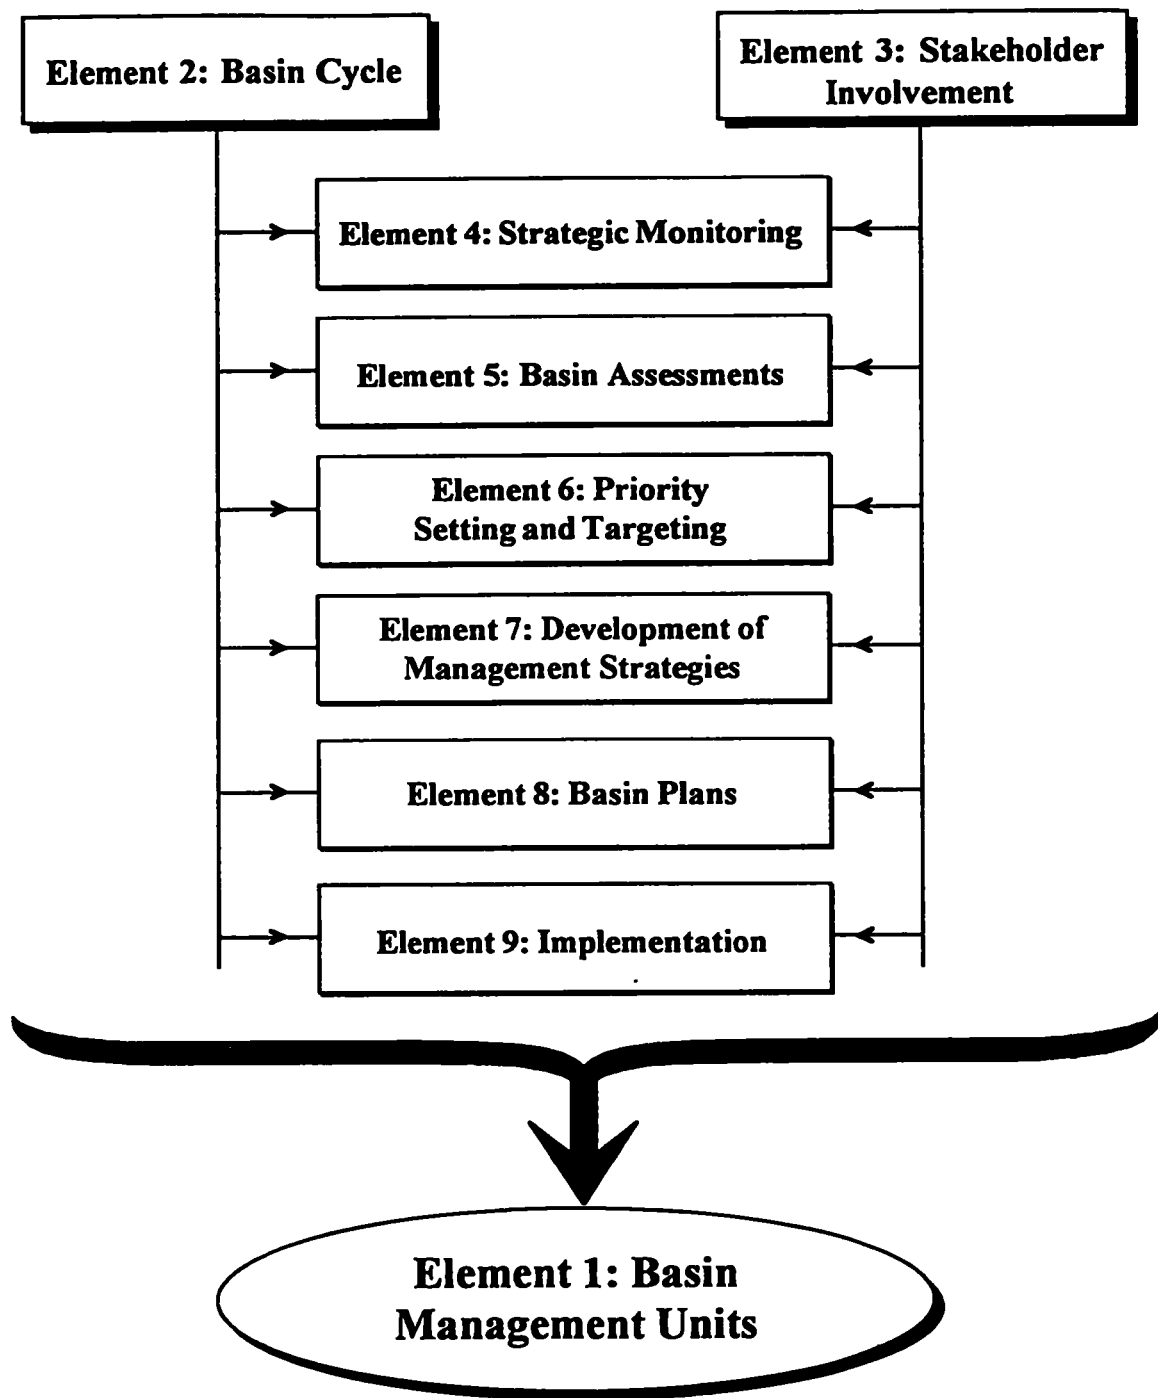 Element 2: Basin Cycle
Element 3: Stakeholder
Involvement
Element 4: Strategic Monitoring
Element 5: Basin Assessments
Element 6: Priority
Setting and Targeting
Element 7: Development of
Management Strategies
Element 8: Basin Plans
Element 9: Implementation
Element 1: Basin
Management Units